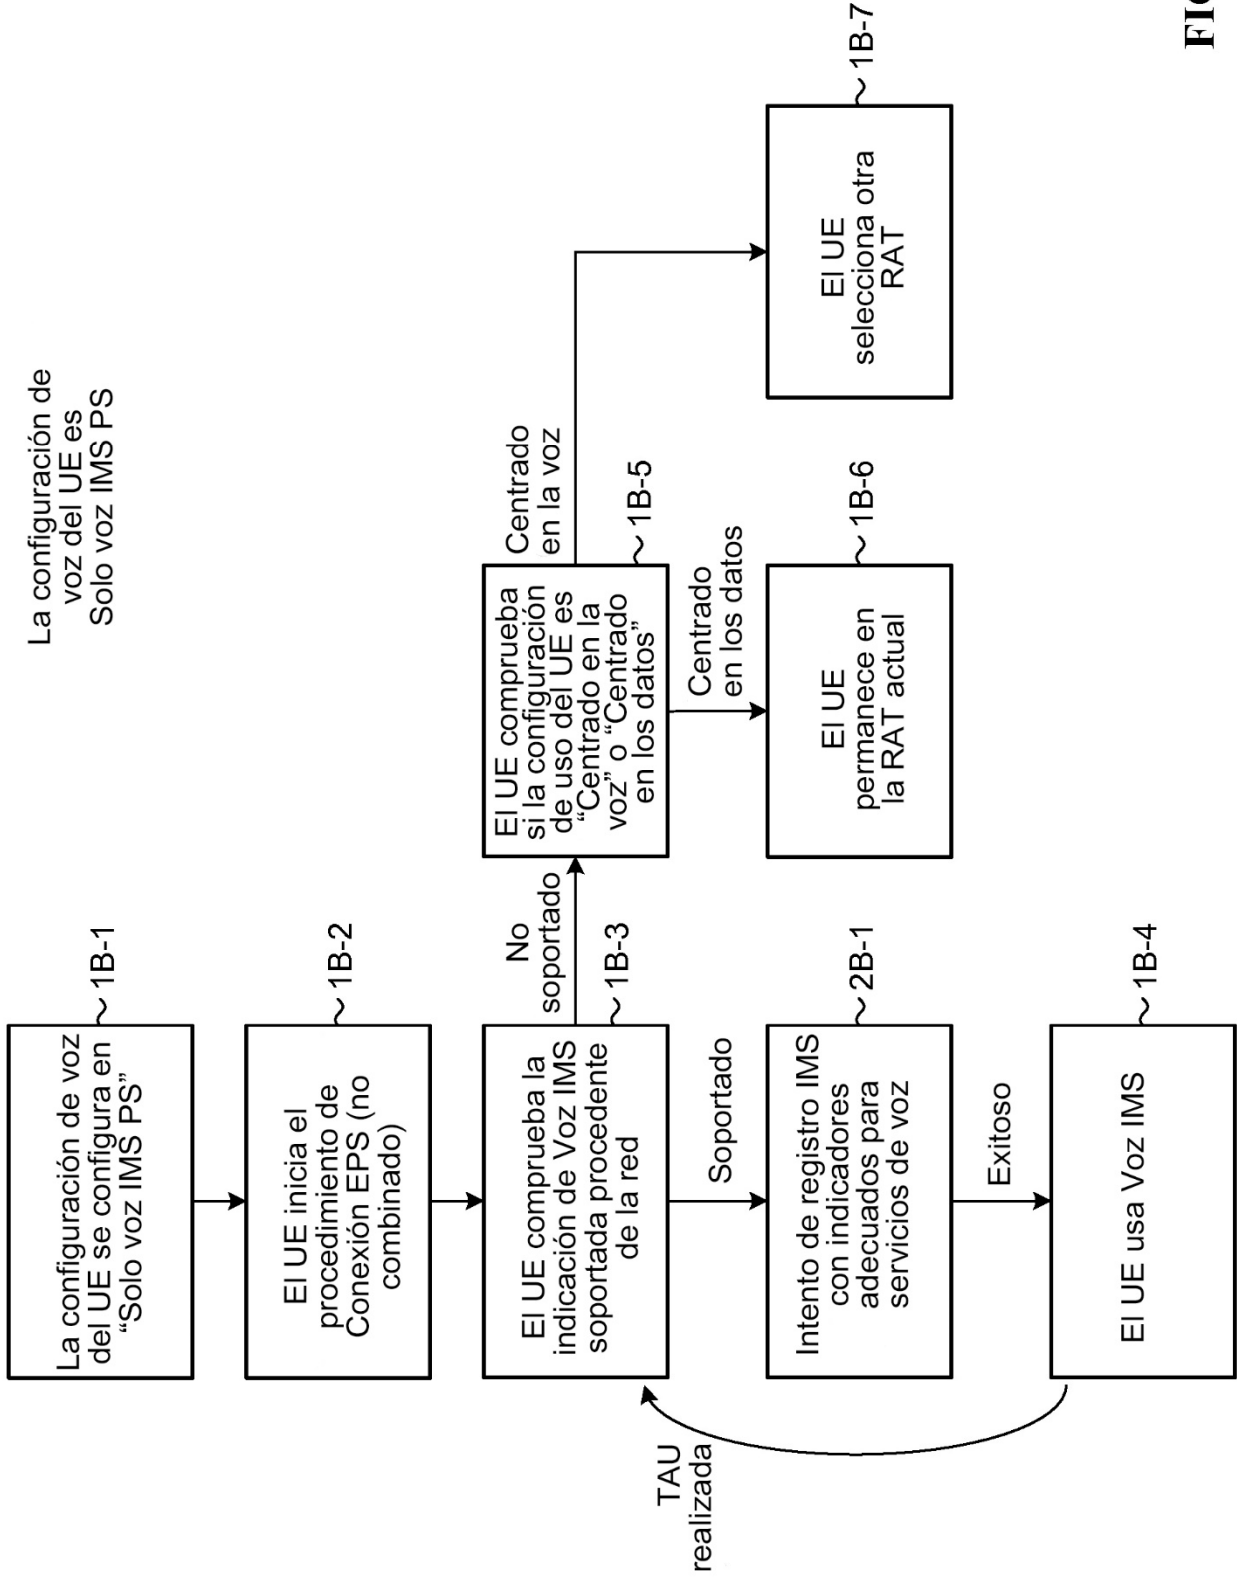 La configuración de
voz del UE es
Solo voz IMS PS
La configuración de voz
del UE se configura en
“Solo voz IMS PS”
1B-1
El UE inicia el
procedimiento de
Conexión EPS (no
combinado)
1B-2
El UE comprueba la
indicación de Voz IMS
soportada procedente
de la red
1B-3
No
soportado
El UE comprueba
si la configuración
de uso del UE es
“Centrado en la
voz” o “Centrado
en los datos”
1B-5
Centrado
en la voz
Centrado
en los datos
Soportado
Intento de registro IMS
con indicadores
adecuados para
servicios de voz
2B-1
El UE
permanece en
la RAT actual
1B-6
El UE
selecciona otra
RAT
1B-7
Exitoso
El UE usa Voz IMS
1B-4
TAU
realizada